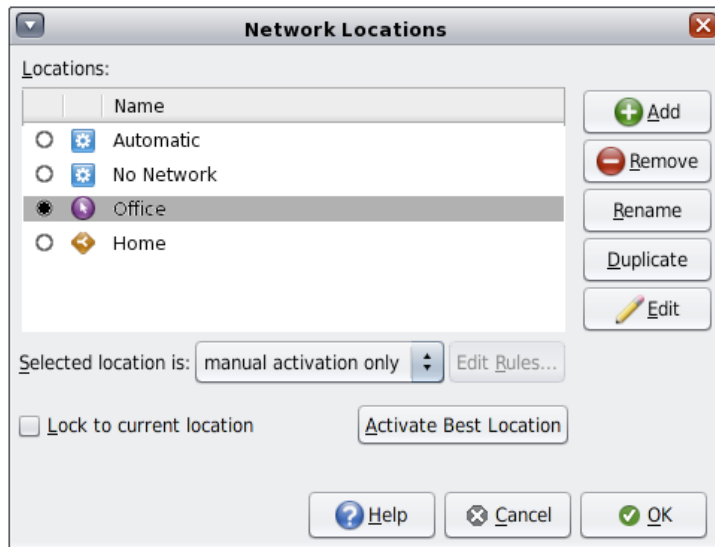 Network Locations
Locations:
Name
Automatic
No Network
Office
Home
Add
Remove
Rename
Duplicate
Edit
Selected location is: manual activation only Edit Rules...
Lock to current location Activate Best Location
Help Cancel OK